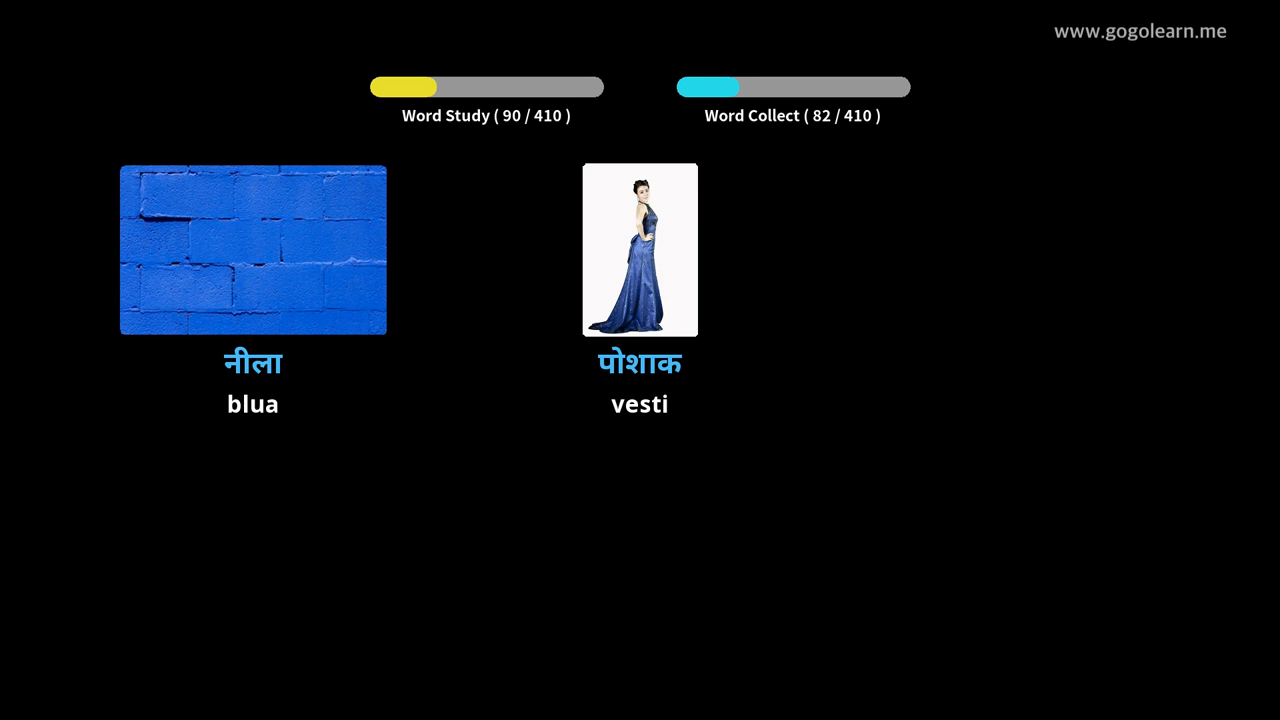 www.gogolearn.me
Word Study ( 90 / 410 )
Word Collect ( 82 / 410 )
नीला
blua
पोशाक
vesti